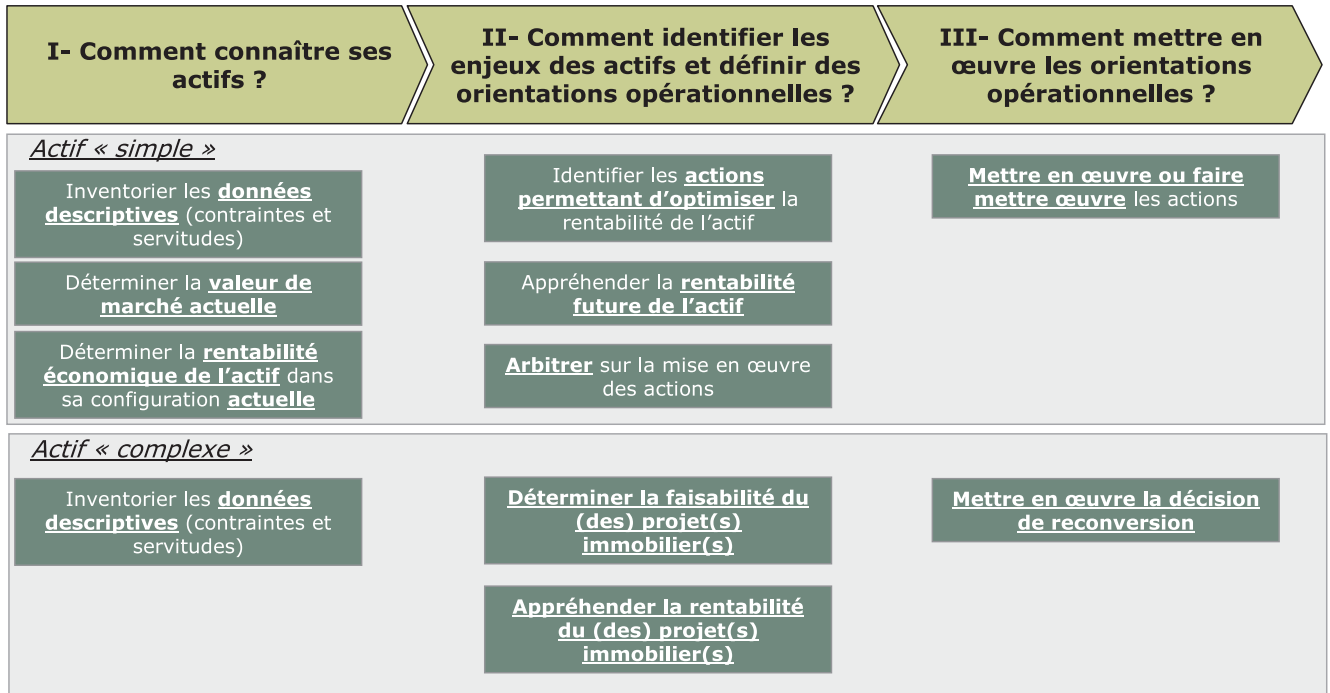 I- Comment connaître ses
actifs ?
II- Comment identifier les
enjeux des actifs et définir des
orientations opérationnelles ?
III- Comment mettre en
œuvre les orientations
opérationnelles ?
Actif « simple »
Inventorier les données
descriptives (contraintes et
servitudes)
Déterminer la valeur de
marché actuelle
Déterminer la rentabilité
économique de l’actif dans
sa configuration actuelle
Identifier les actions
permettant d’optimiser la
rentabilité de l’actif
Appréhender la rentabilité
future de l’actif
Arbitrer sur la mise en œuvre
des actions
Mettre en œuvre ou faire
mettre œuvre les actions
Actif « complexe »
Inventorier les données
descriptives (contraintes et
servitudes)
Déterminer la faisabilité du
(des) projet(s)
immobilier(s)
Appréhender la rentabilité
du (des) projet(s)
immobilier(s)
Mettre en œuvre la décision
de reconversion